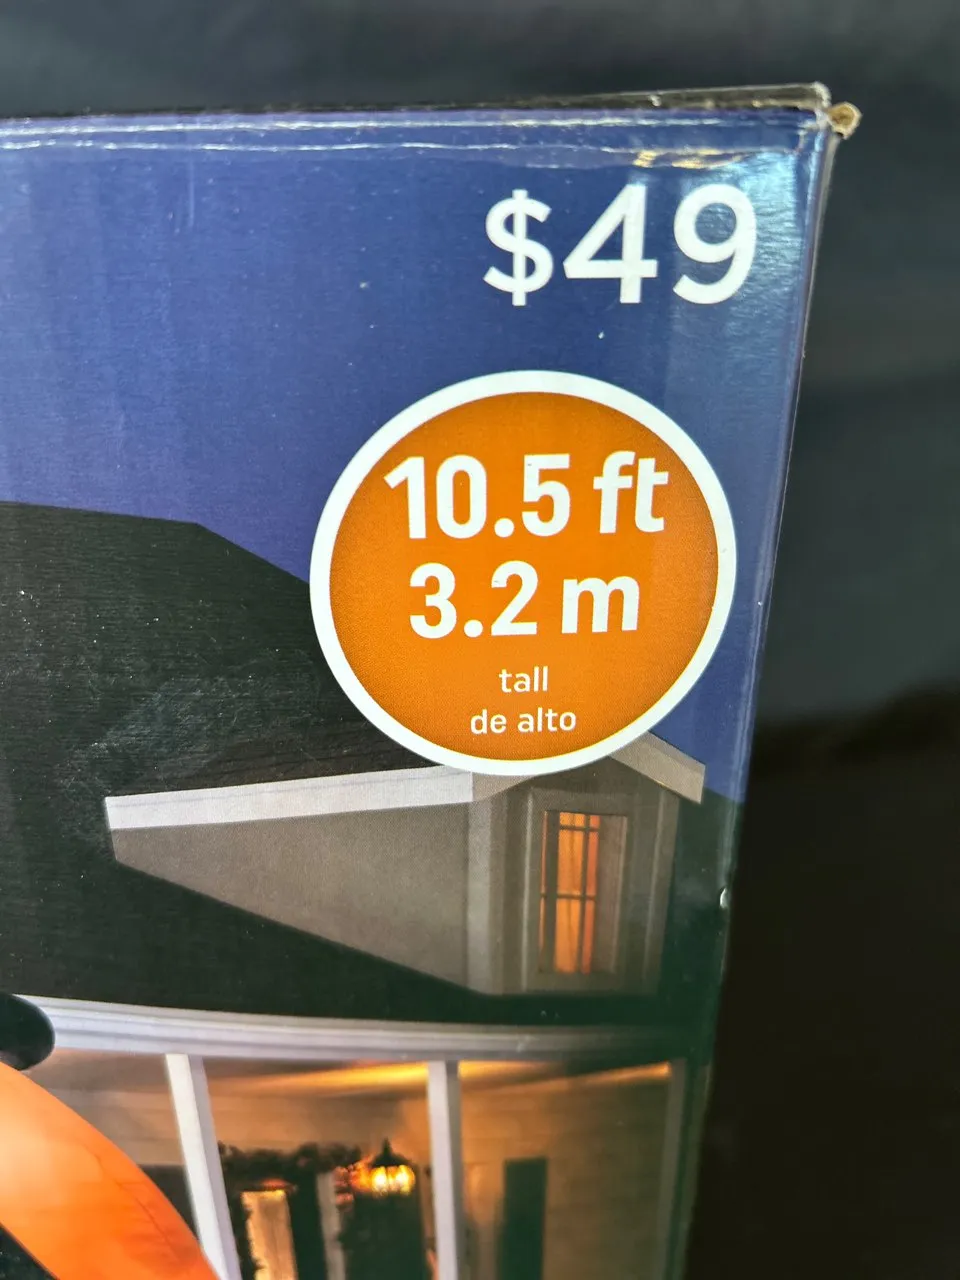 $49
10.5 ft
3.2 m
tall
de alto